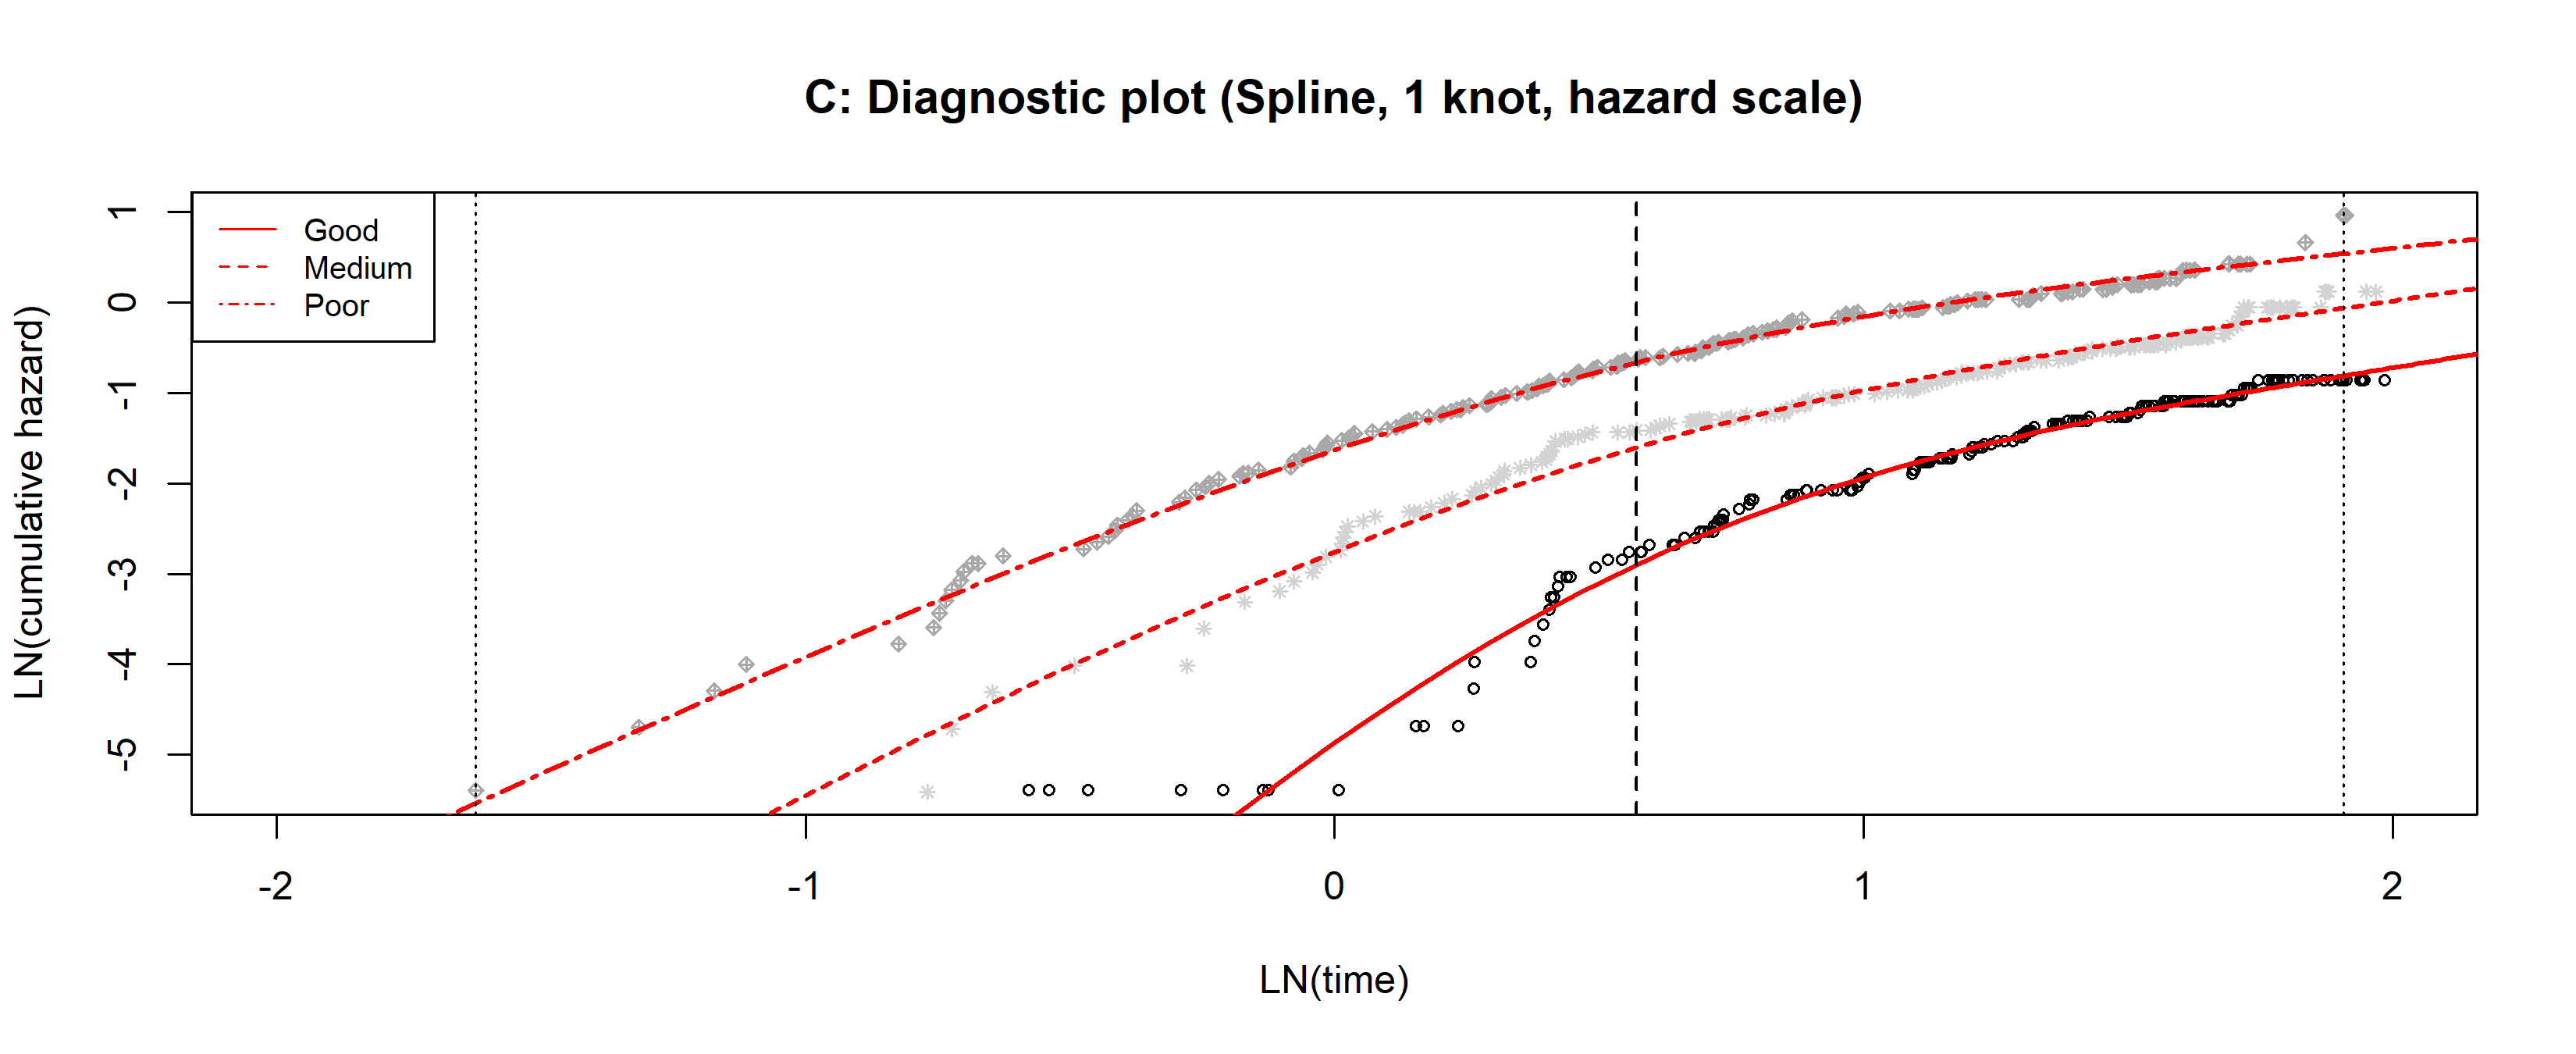 C: Diagnostic plot (Spline, 1 knot, hazard scale)
Good
Medium
Poor
LN(cumulative hazard)
1
0
-1
-2
-3
-4
-5
-2
-1
0
1
2
LN(time)